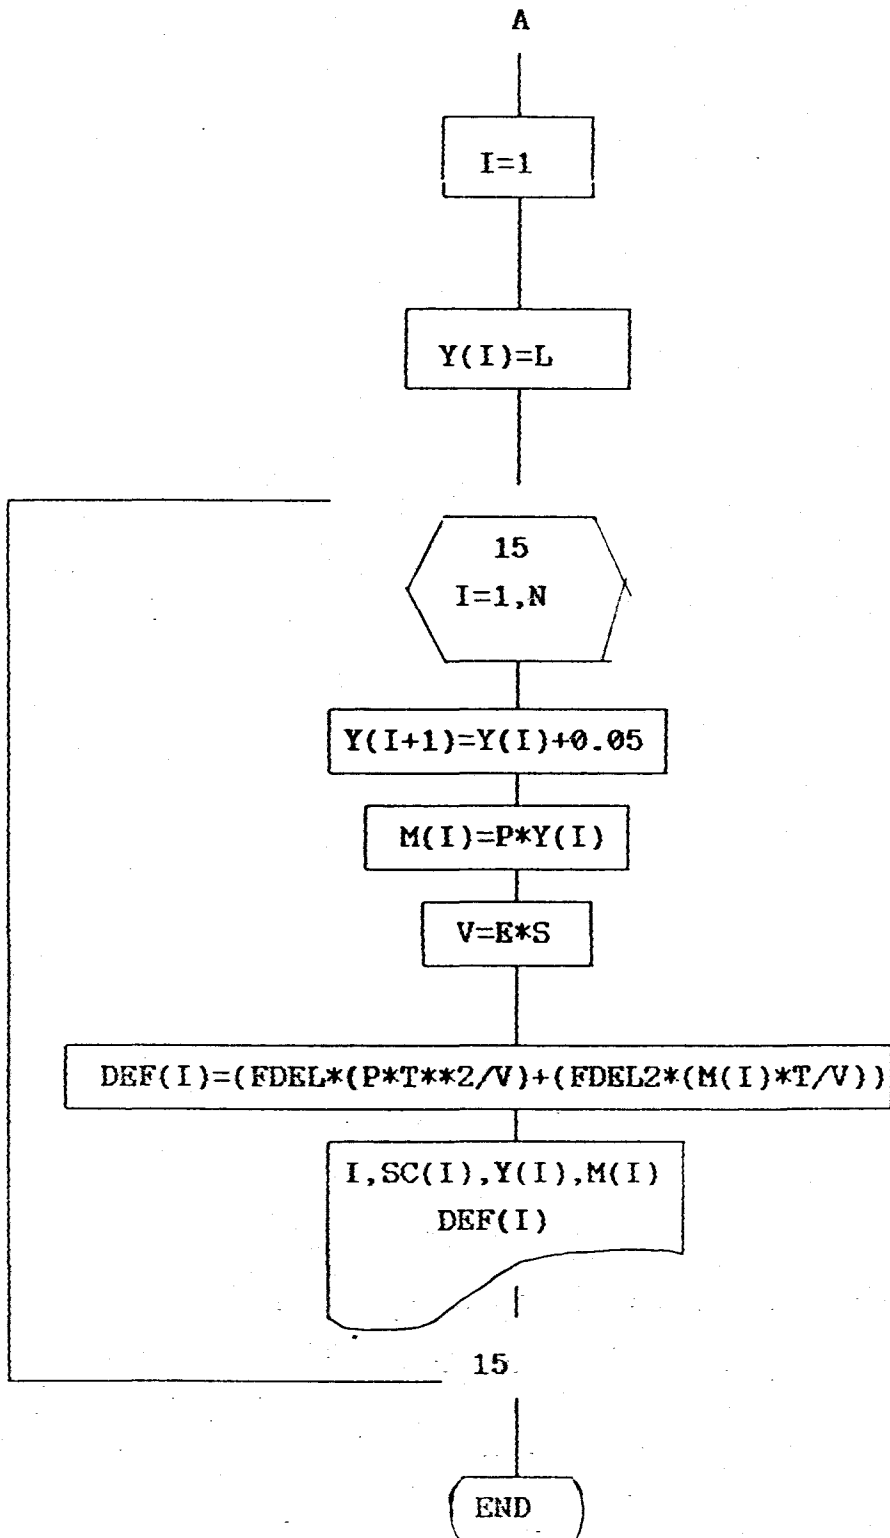 A
I=1
Y(I)=L
15
I=1,N
Y(I+1)=Y(I)+0.05
M(I)=P*Y(I)
V=E*S
DEF(I)=(FDEL*(P*T**2/V)+(FDEL2*(M(I)*T/V))
I,SC(I),Y(I),M(I)
DEF(I)
15
END